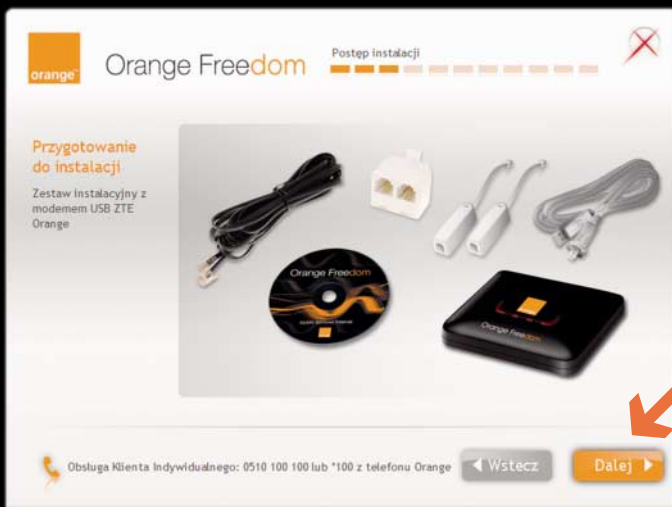 orange™
Orange Freedom
Postęp instalacji
Przygotowanie
do instalacji
Zestaw instalacyjny z
modemem USB ZTE
Orange
Orange Freedom
Orange Freedom
Obsługa Klienta Indywidualnego: 0510 100 100 lub *100 z telefonu Orange
Wstecz
Dalej